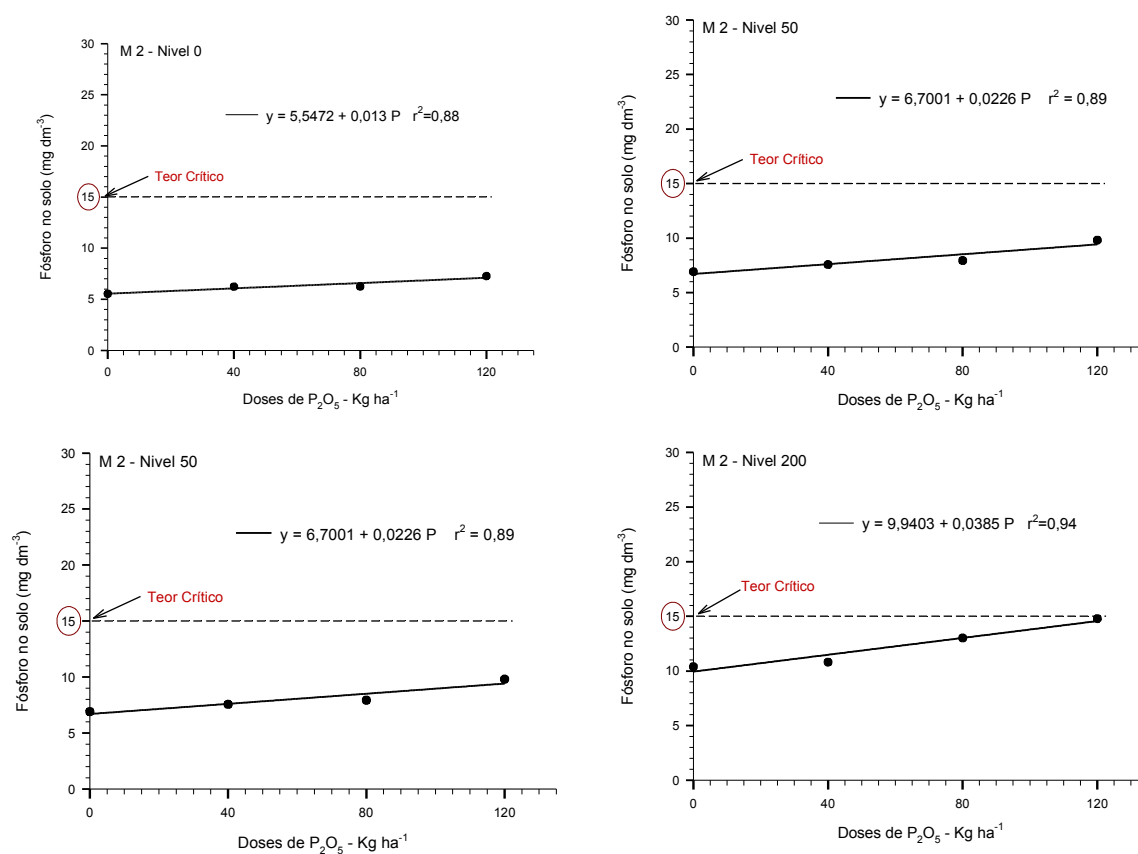 M 2 - Nivel 0
Fósforo no solo (mg dm⁻³)
30
25
20
15
10
5
0
y = 5,5472 + 0,013 P r²=0,88
Teor Crítico
0 40 80 120
Doses de P₂O₅ - Kg ha⁻¹
M 2 - Nivel 50
Fósforo no solo (mg dm⁻³)
30
25
20
15
10
5
0
y = 6,7001 + 0,0226 P r² = 0,89
Teor Crítico
0 40 80 120
Doses de P₂O₅ - Kg ha⁻¹
M 2 - Nivel 50
Fósforo no solo (mg dm⁻³)
30
25
20
15
10
5
0
y = 6,7001 + 0,0226 P r² = 0,89
Teor Crítico
0 40 80 120
Doses de P₂O₅ - Kg ha⁻¹
M 2 - Nivel 200
Fósforo no solo (mg dm⁻³)
30
25
20
15
10
5
0
y = 9,9403 + 0,0385 P r²=0,94
Teor Crítico
0 40 80 120
Doses de P₂O₅ - Kg ha⁻¹